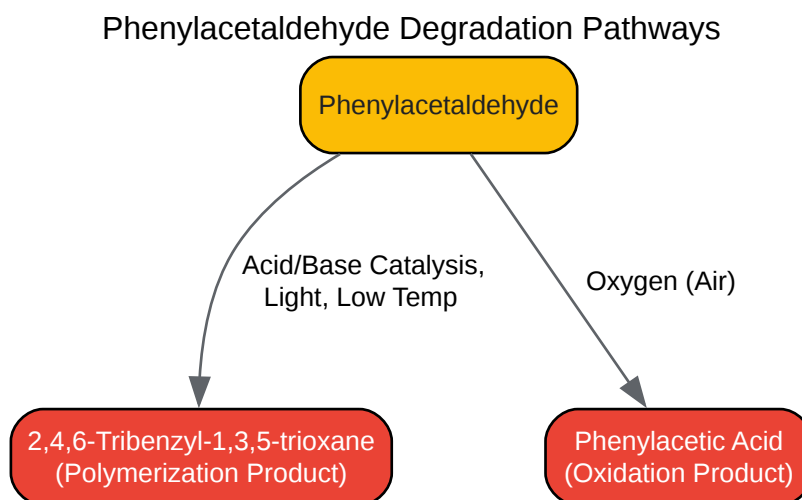 Phenylacetaldehyde Degradation Pathways
Phenylacetaldehyde
Acid/Base Catalysis,
Light, Low Temp
Oxygen (Air)
2,4,6-Tribenzyl-1,3,5-trioxane
(Polymerization Product)
Phenylacetic Acid
(Oxidation Product)